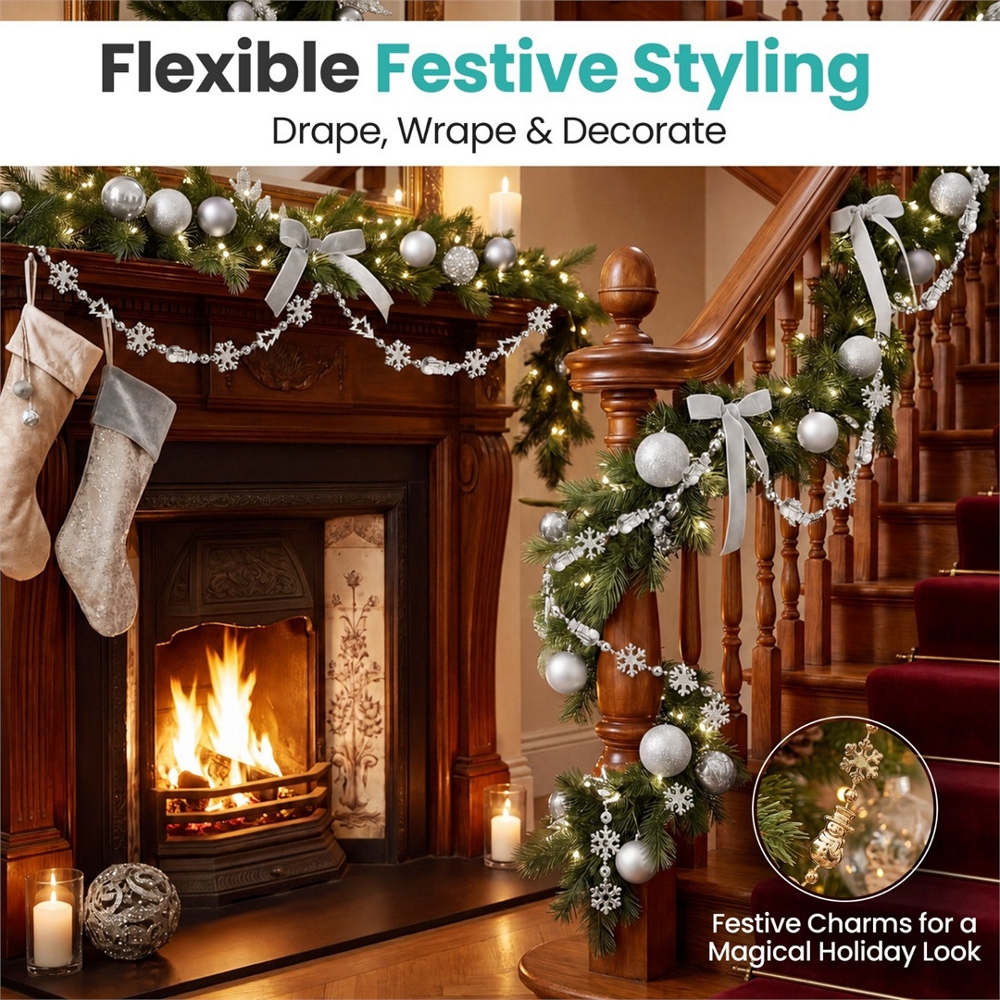 Flexible Festive Styling
Drape, Wrape & Decorate
Festive Charms for a
Magical Holiday Look